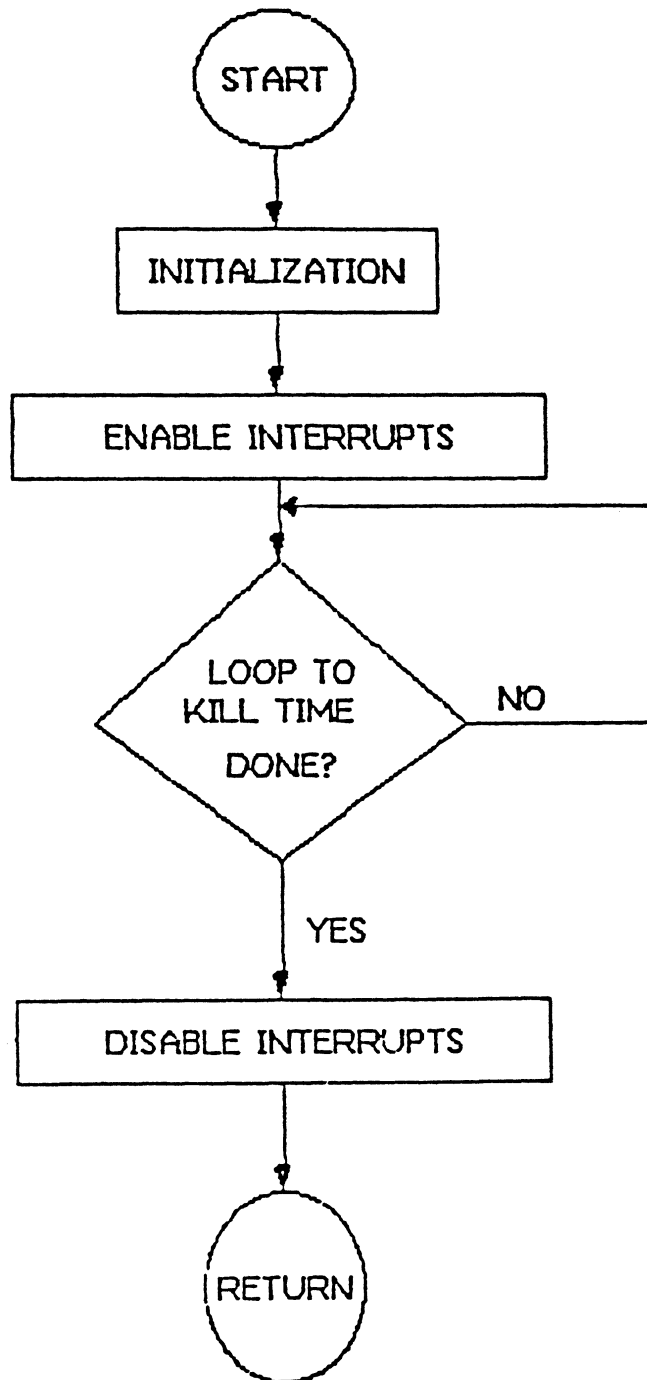 START
INITIALIZATION
ENABLE INTERRUPTS
LOOP TO
KILL TIME
DONE?
NO
YES
DISABLE INTERRUPTS
RETURN